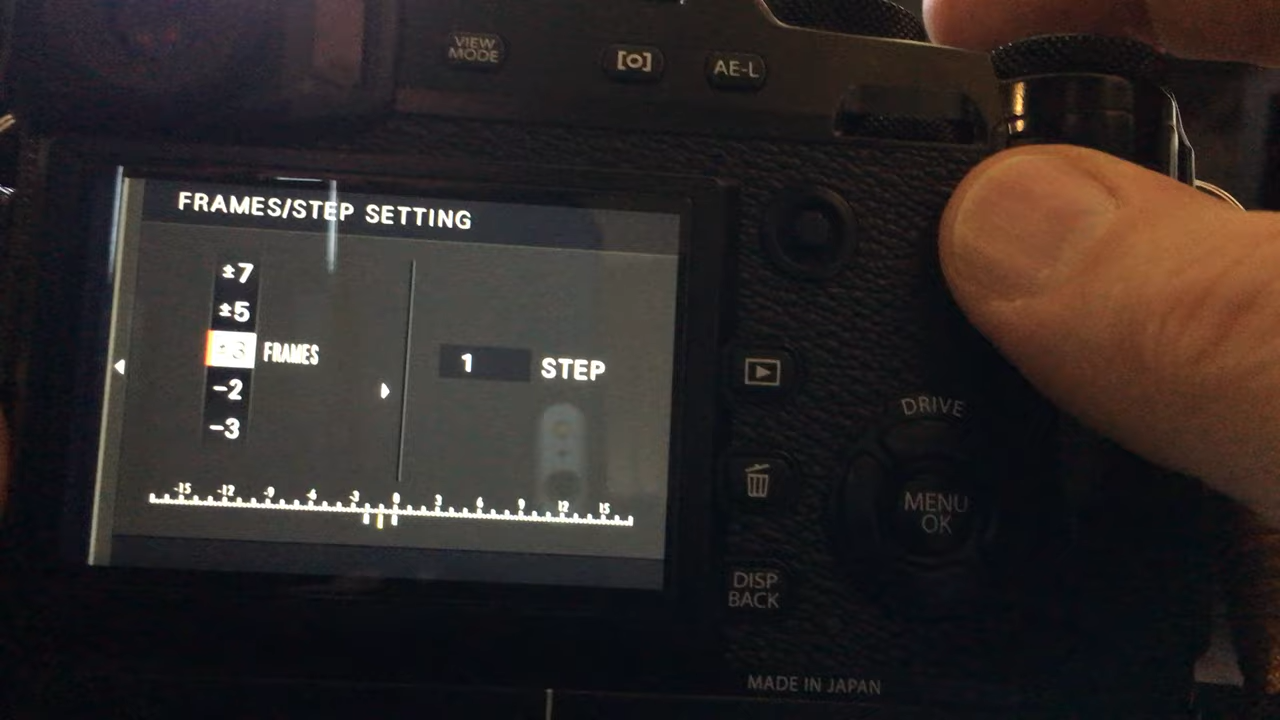 VIEW
MODE
AE-L
FRAMES/STEP SETTING
±7
±5
FRAMES
-2
-3
1 STEP
-15 -12 -9 -6 -3 0 3 6 9 12 15
DRIVE
MENU
OK
DISP
BACK
MADE IN JAPAN